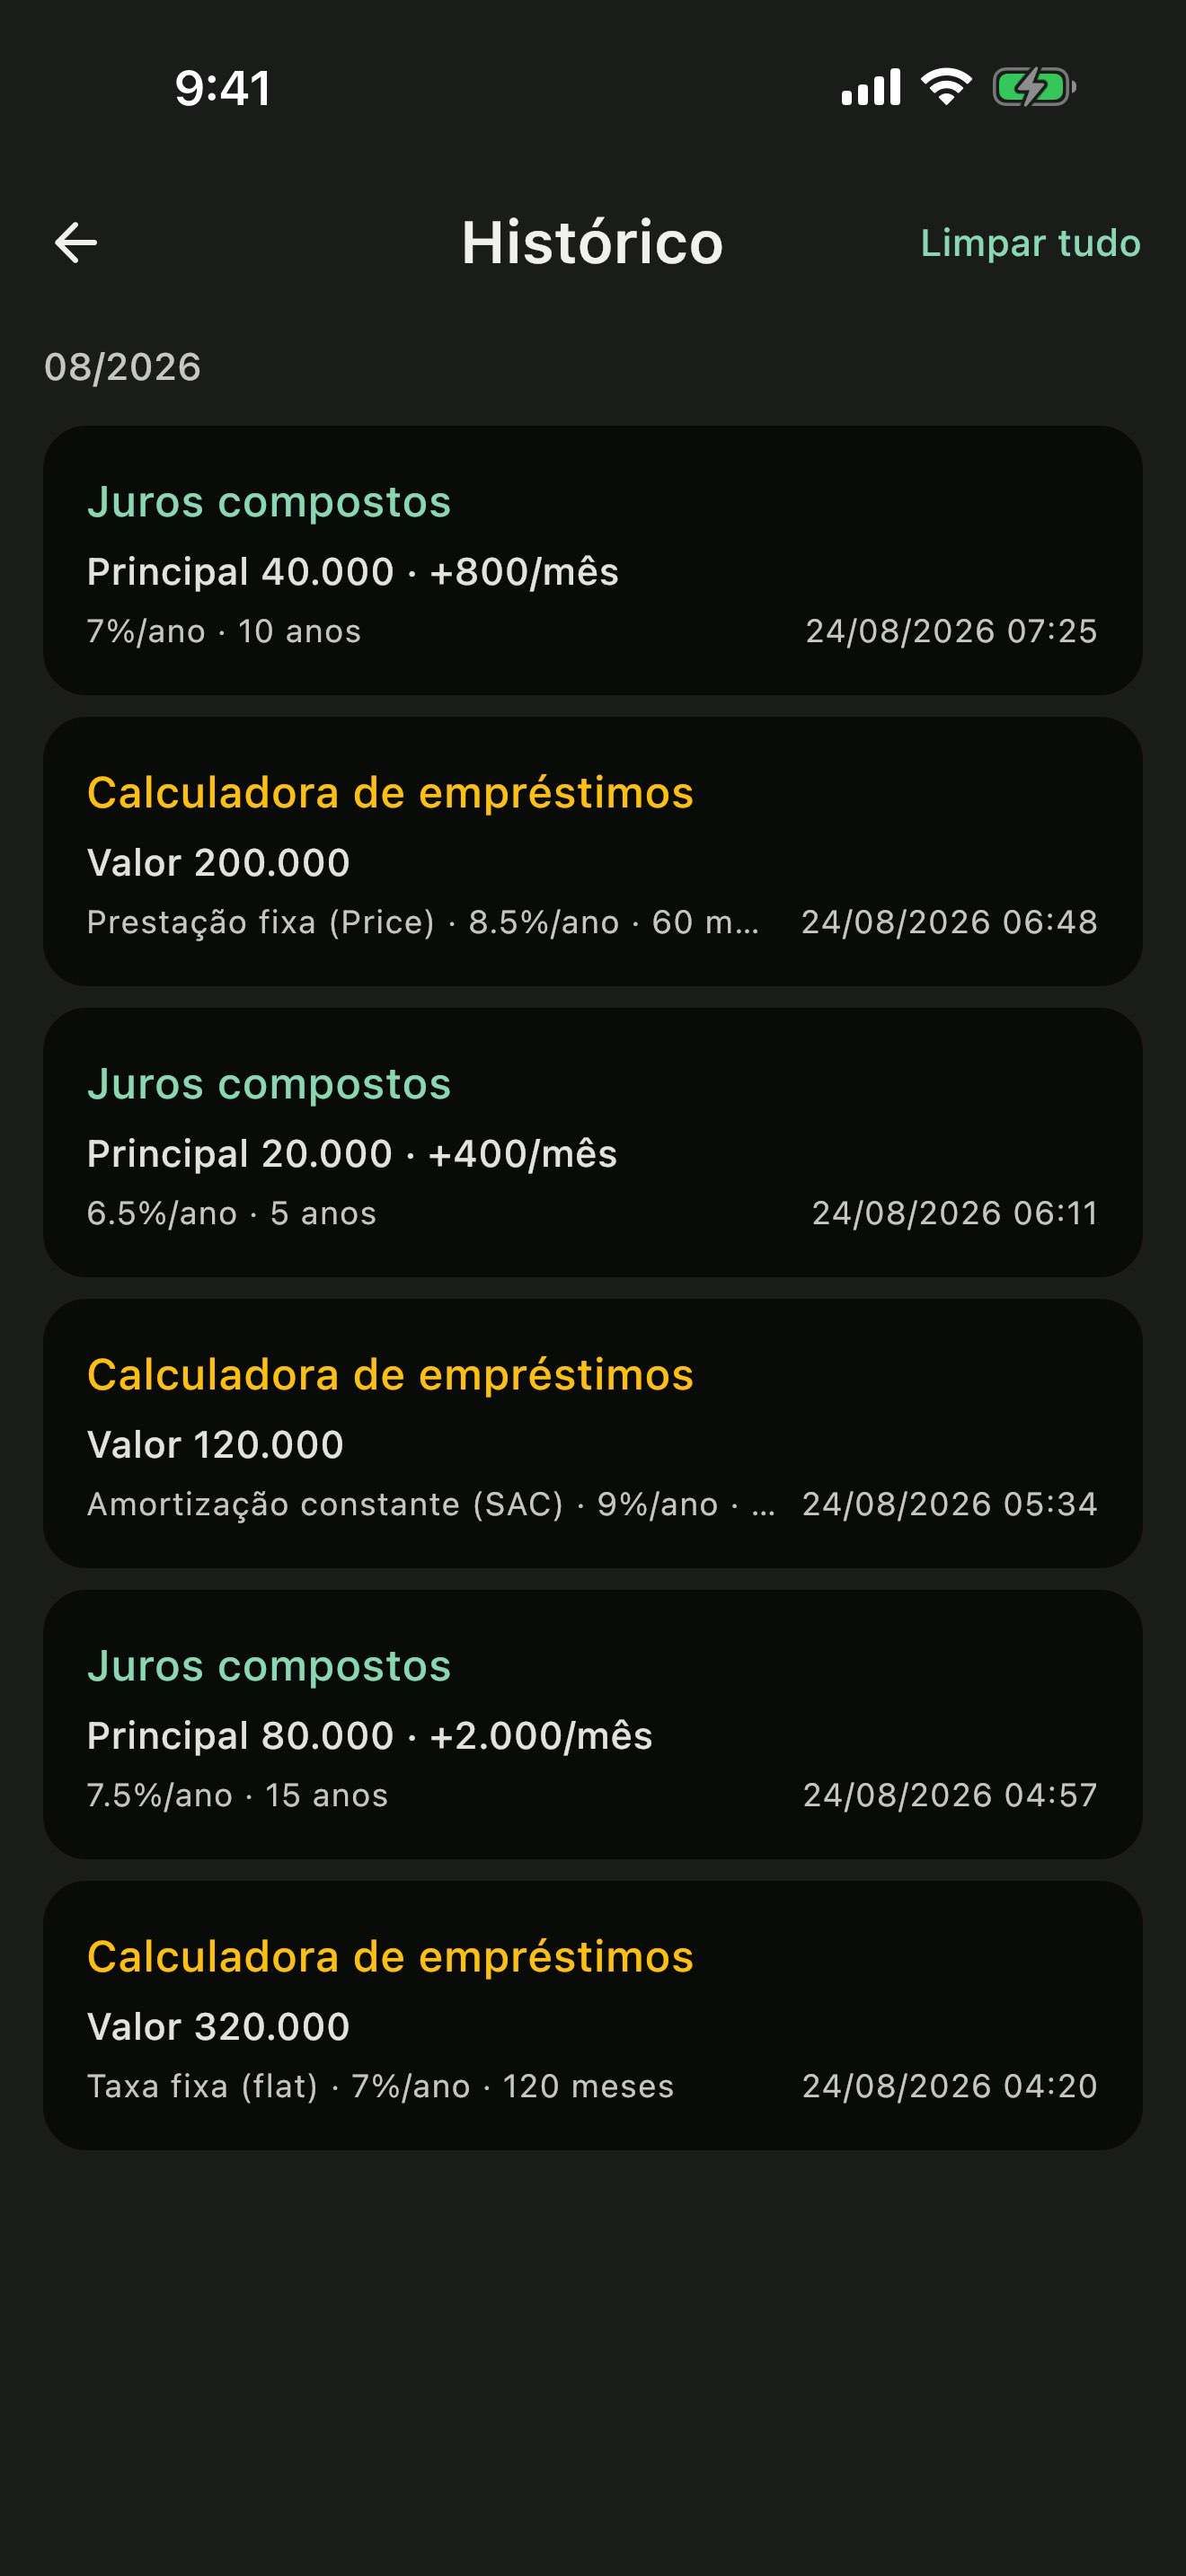 9:41
Histórico
Limpar tudo
08/2026
Juros compostos
Principal 40.000 · +800/mês
7%/ano · 10 anos
24/08/2026 07:25
Calculadora de empréstimos
Valor 200.000
Prestação fixa (Price) · 8.5%/ano · 60 m...
24/08/2026 06:48
Juros compostos
Principal 20.000 · +400/mês
6.5%/ano · 5 anos
24/08/2026 06:11
Calculadora de empréstimos
Valor 120.000
Amortização constante (SAC) · 9%/ano · ...
24/08/2026 05:34
Juros compostos
Principal 80.000 · +2.000/mês
7.5%/ano · 15 anos
24/08/2026 04:57
Calculadora de empréstimos
Valor 320.000
Taxa fixa (flat) · 7%/ano · 120 meses
24/08/2026 04:20